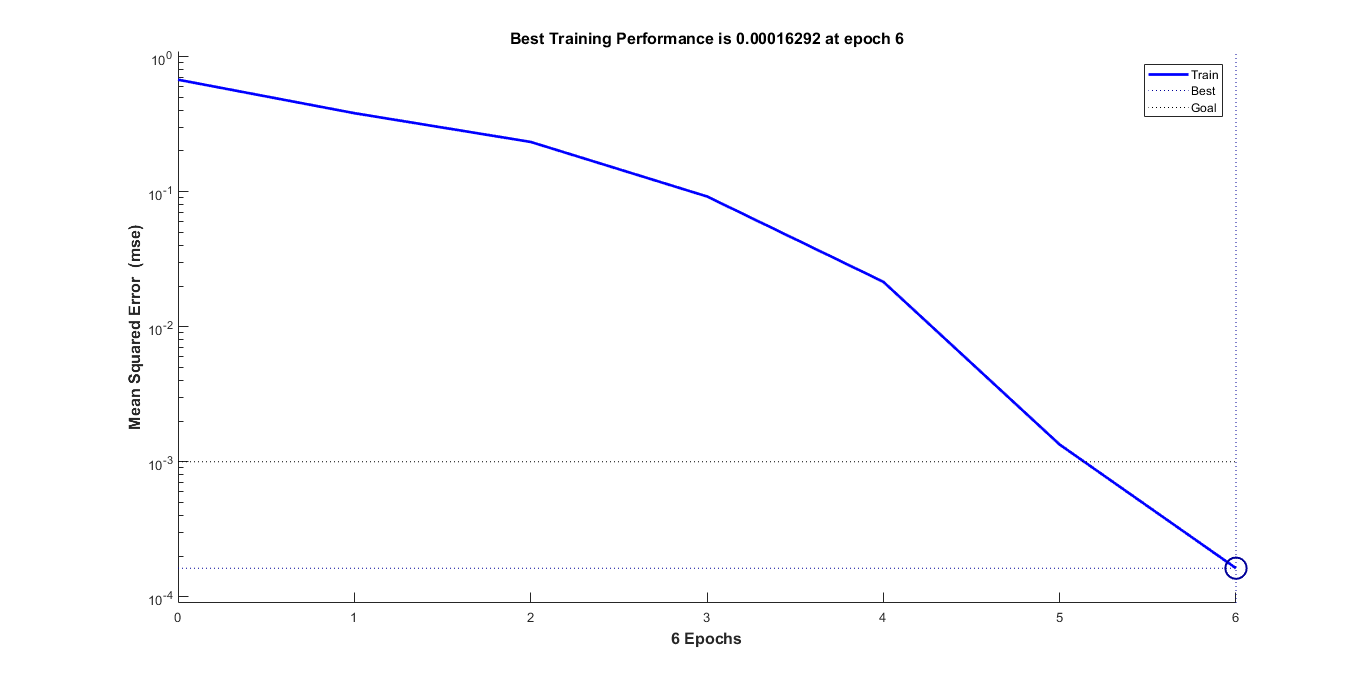 Best Training Performance is 0.00016292 at epoch 6
Train
Best
Goal
Mean Squared Error (mse)
10^0
10^-1
10^-2
10^-3
10^-4
0 1 2 3 4 5 6
6 Epochs